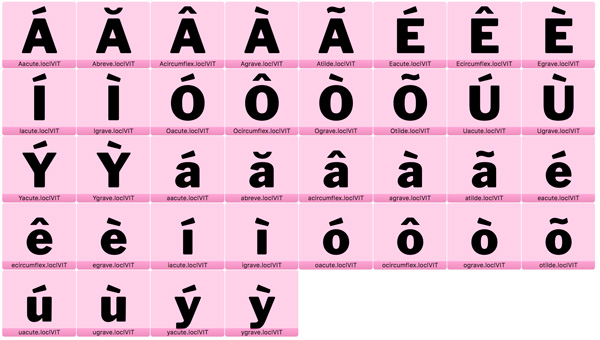 Á Ă Â À Ã É Ê È
Aacute.loclVIT Abreve.loclVIT Acircumflex.loclVIT Agrave.loclVIT Atilde.loclVIT Eacute.loclVIT Ecircumflex.loclVIT Egrave.loclVIT
Í Ì Ó Ô Ò Õ Ú Ù
Iacute.loclVIT Igrave.loclVIT Oacute.loclVIT Ocircumflex.loclVIT Ograve.loclVIT Otilde.loclVIT Uacute.loclVIT Ugrave.loclVIT
Ý Ỳ á ă â à ã é
Yacute.loclVIT Ygrave.loclVIT aacute.loclVIT abreve.loclVIT acircumflex.loclVIT agrave.loclVIT atilde.loclVIT eacute.loclVIT
ê è í ì ó ô ò õ
ecircumflex.loclVIT egrave.loclVIT iacute.loclVIT igrave.loclVIT oacute.loclVIT ocircumflex.loclVIT ograve.loclVIT otilde.loclVIT
ú ù ý ỳ
uacute.loclVIT ugrave.loclVIT yacute.loclVIT ygrave.loclVIT